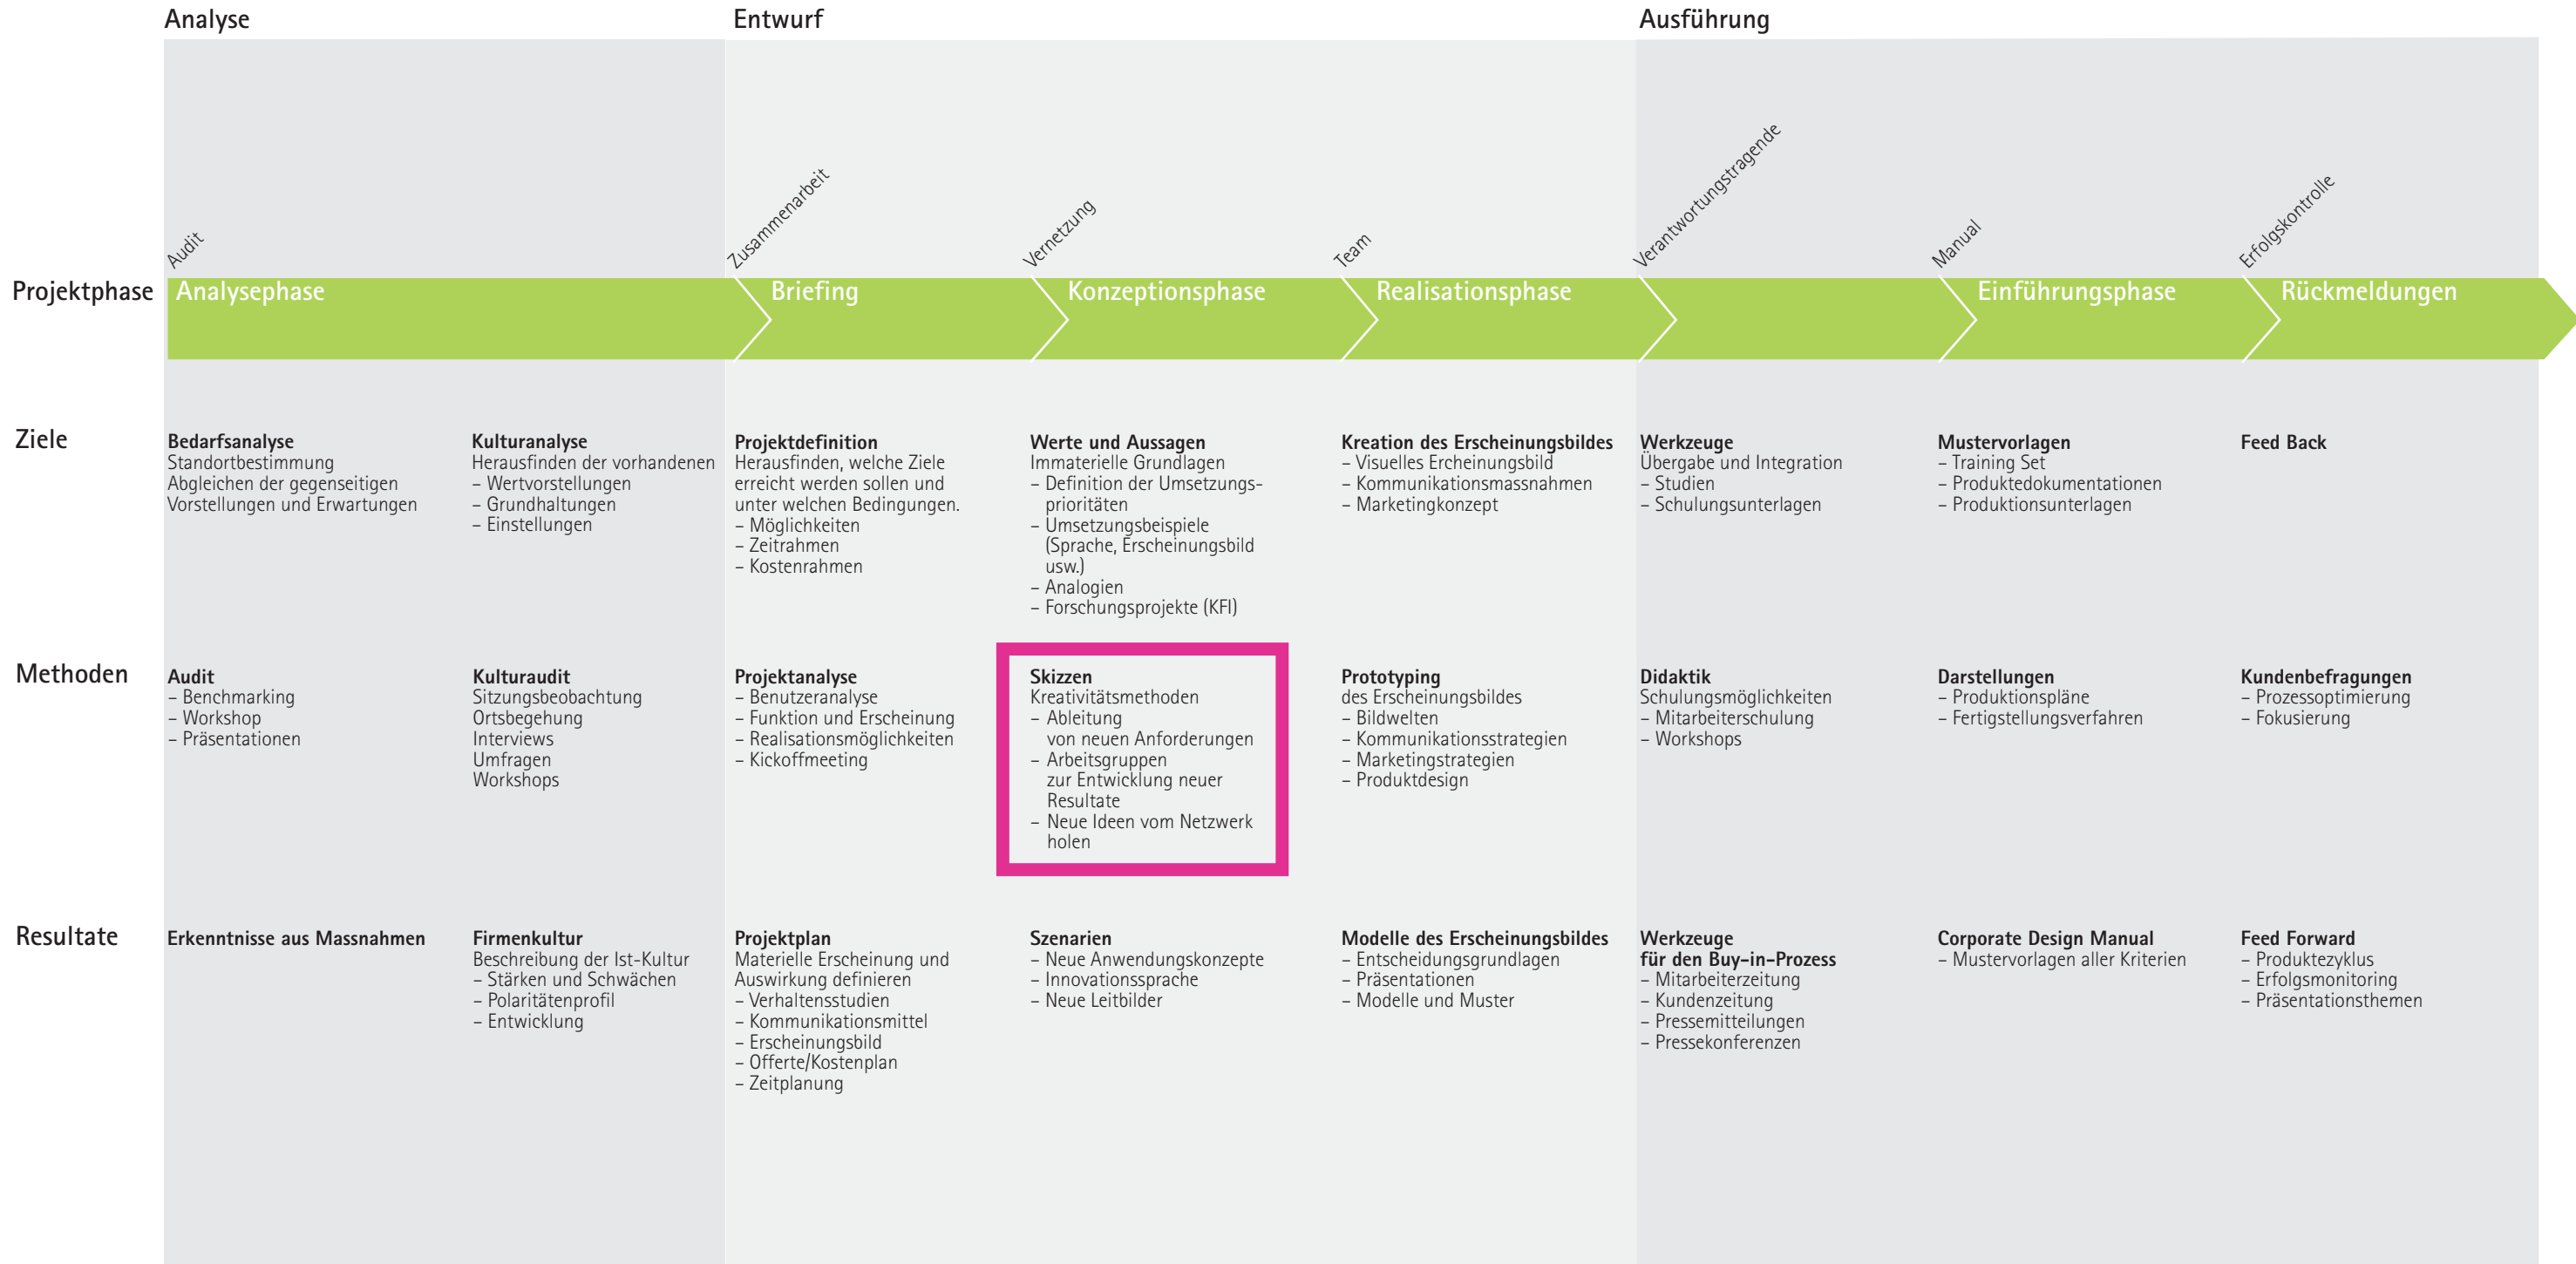 Analyse
Entwurf
Ausführung
Audit
Zusammenarbeit
Vernetzung
Team
Verantwortungstragende
Manual
Erfolgskontrolle
Projektphase
Analysephase
Briefing
Konzeptionsphase
Realisationsphase
Einführungsphase
Rückmeldungen
Ziele
Bedarfsanalyse
Standortbestimmung
Abgleichen der gegenseitigen
Vorstellungen und Erwartungen
Kulturanalyse
Herausfinden der vorhandenen
– Wertvorstellungen
– Grundhaltungen
– Einstellungen
Projektdefinition
Herausfinden, welche Ziele
erreicht werden sollen und
unter welchen Bedingungen.
– Möglichkeiten
– Zeitrahmen
– Kostenrahmen
Werte und Aussagen
Immaterielle Grundlagen
– Definition der Umsetzungs-
prioritäten
– Umsetzungsbeispiele
(Sprache, Erscheinungsbild
usw.)
– Analogien
– Forschungsprojekte (KFI)
Kreation des Erscheinungsbildes
– Visuelles Ercheinungsbild
– Kommunikationsmassnahmen
– Marketingkonzept
Werkzeuge
Übergabe und Integration
– Studien
– Schulungsunterlagen
Mustervorlagen
– Training Set
– Produktedokumentationen
– Produktionsunterlagen
Feed Back
Methoden
Audit
– Benchmarking
– Workshop
– Präsentationen
Kulturaudit
Sitzungsbeobachtung
Ortsbegehung
Interviews
Umfragen
Workshops
Projektanalyse
– Benutzeranalyse
– Funktion und Erscheinung
– Realisationsmöglichkeiten
– Kickoffmeeting
Skizzen
Kreativitätsmethoden
– Ableitung
von neuen Anforderungen
– Arbeitsgruppen
zur Entwicklung neuer
Resultate
– Neue Ideen vom Netzwerk
holen
Prototyping
des Erscheinungsbildes
– Bildwelten
– Kommunikationsstrategien
– Marketingstrategien
– Produktdesign
Didaktik
Schulungsmöglichkeiten
– Mitarbeiterschulung
– Workshops
Darstellungen
– Produktionspläne
– Fertigstellungsverfahren
Kundenbefragungen
– Prozessoptimierung
– Fokusierung
Resultate
Erkenntnisse aus Massnahmen
Firmenkultur
Beschreibung der Ist-Kultur
– Stärken und Schwächen
– Polaritätenprofil
– Entwicklung
Projektplan
Materielle Erscheinung und
Auswirkung definieren
– Verhaltensstudien
– Kommunikationsmittel
– Erscheinungbild
– Offerte/Kostenplan
– Zeitplanung
Szenarien
– Neue Anwendungskonzepte
– Innovationssprache
– Neue Leitbilder
Modelle des Erscheinungsbildes
– Entscheidungsgrundlagen
– Präsentationen
– Modelle und Muster
Werkzeuge
für den Buy-in-Prozess
– Mitarbeiterzeitung
– Kundenzeitung
– Pressemitteilungen
– Pressekonferenzen
Corporate Design Manual
– Mustervorlagen aller Kriterien
Feed Forward
– Produktezyklus
– Erfolgsmonitoring
– Präsentationsthemen